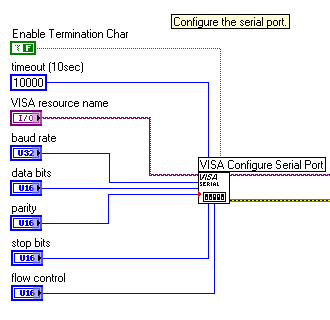 Configure the serial port.
Enable Termination Char
F
timeout (10sec)
10000
VISA resource name
I/O
baud rate
U32
VISA Configure Serial Port
data bits
U16
VISA
SERIAL
parity
U16
stop bits
U16
flow control
U16